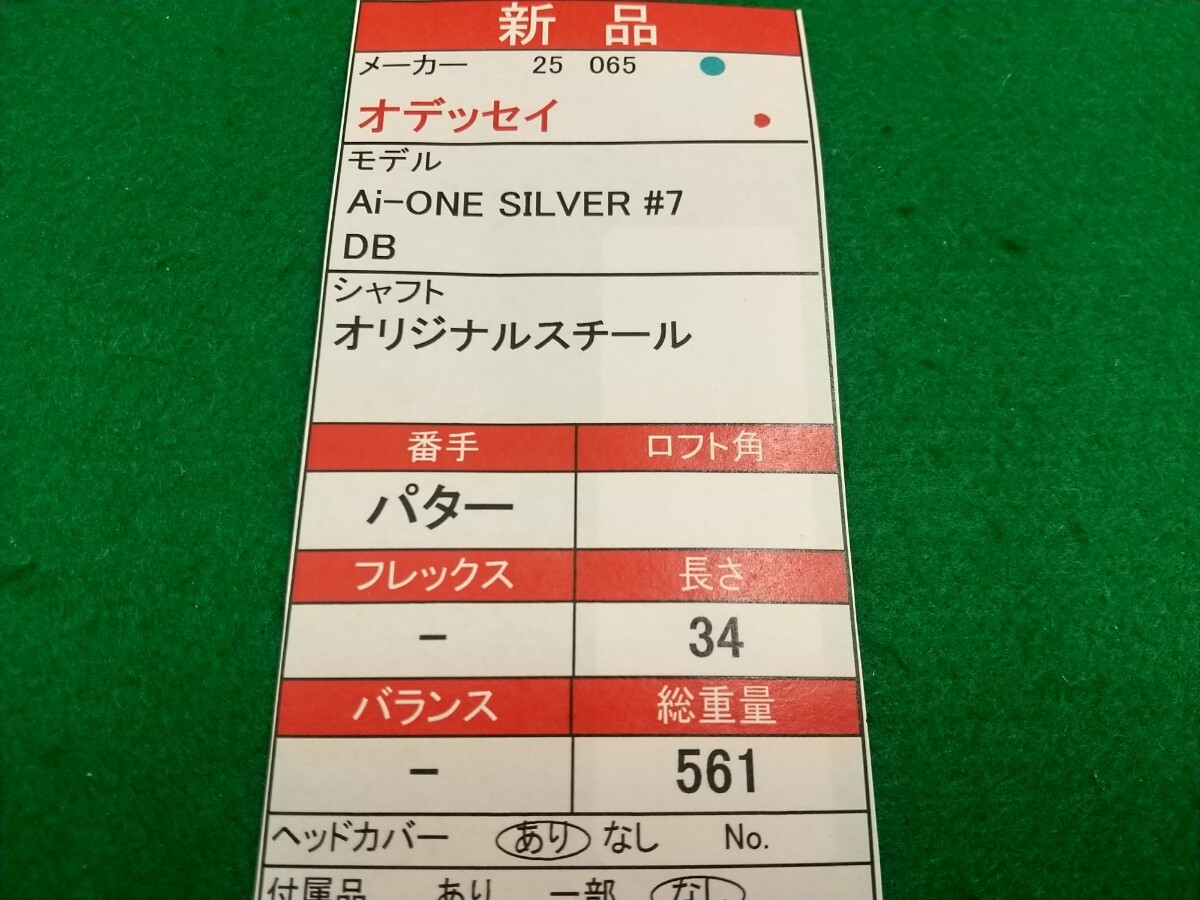 新 品
メーカー 25 065
オデッセイ
モデル
Ai-ONE SILVER #7
DB
シャフト
オリジナルスチール
番手 ロフト角
パター
フレックス 長さ
- 34
バランス 総重量
- 561
ヘッドカバー あり なし No.
付属品 あり 一部 なし